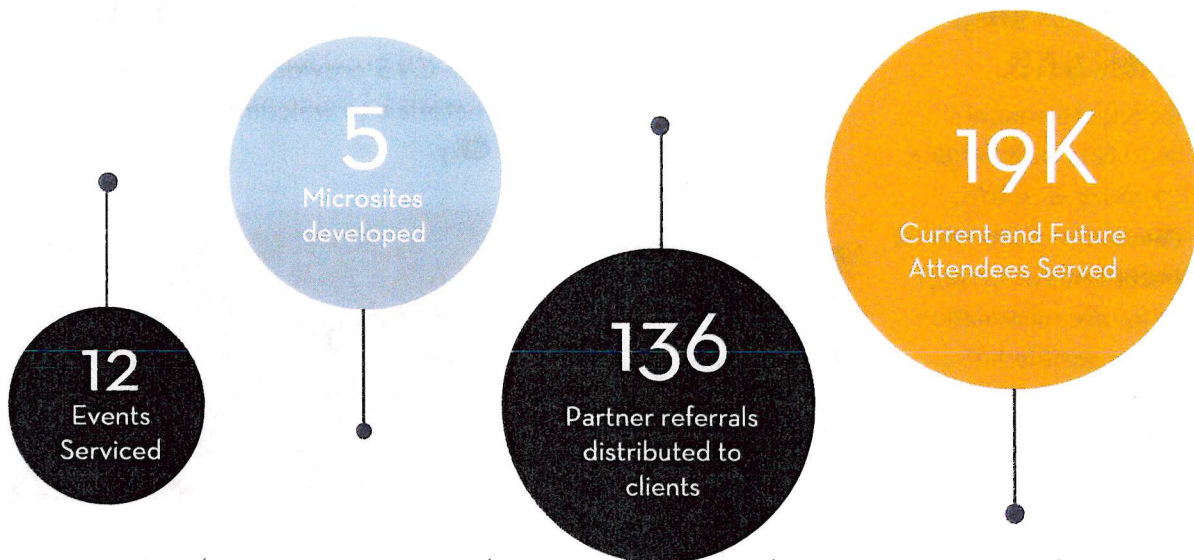 12
Events
Serviced
5
Microsites
developed
136
Partner referrals
distributed to
clients
19K
Current and Future
Attendees Served